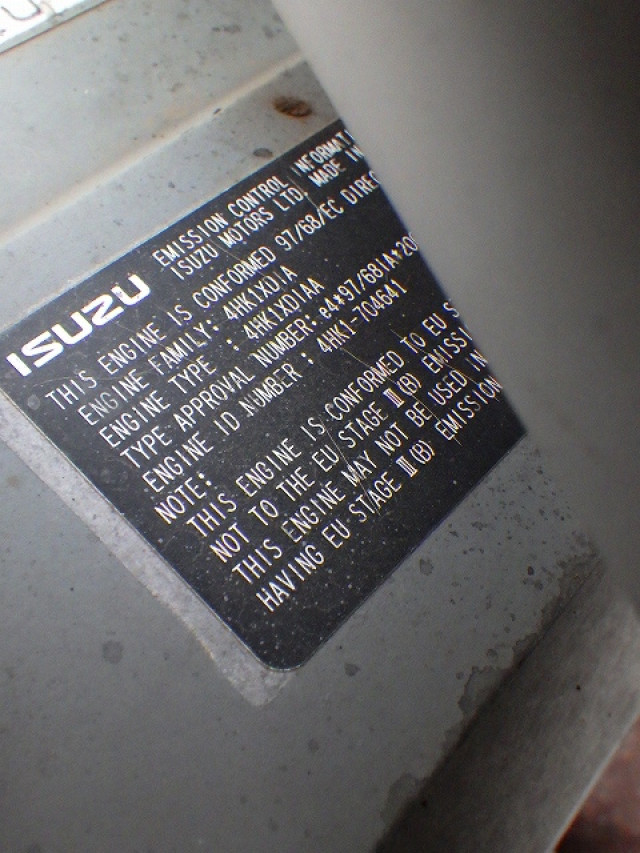 ISUZU
EMISSION CONTROL INFORMATI
ISUZU MOTORS LTD. MADE IN
THIS ENGINE IS CONFORMED 97/68/EC DIREC
ENGINE FAMILY: 4HK1XD1A
ENGINE TYPE : 4HK1XD1AA
TYPE APPROVAL NUMBER: e4*97/681A*20
ENGINE ID NUMBER : 4HK1-704641
NOTE:
THIS ENGINE IS CONFORMED TO EU S
NOT TO THE EU STAGE Ⅲ(B) EMISSI
THIS ENGINE MAY NOT BE USED IN
HAVING EU STAGE Ⅲ(B) EMISSION